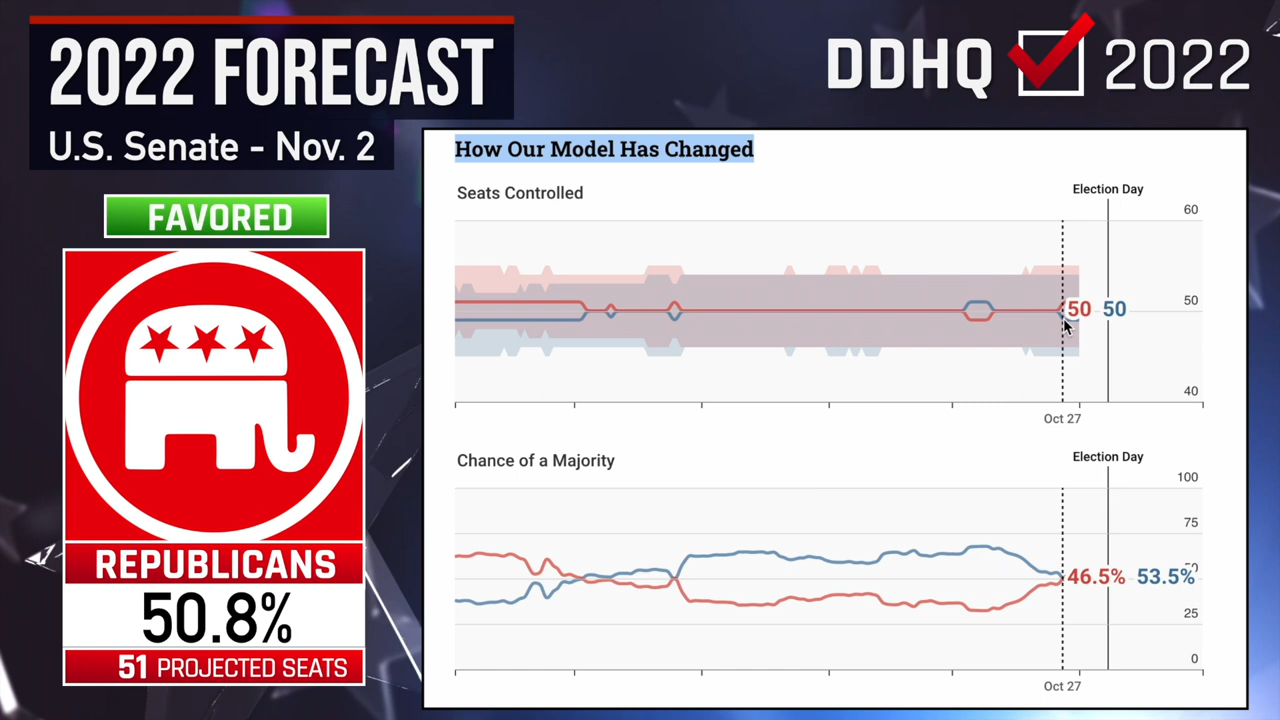 2022 FORECAST
U.S. Senate - Nov. 2
DDHQ 2022
FAVORED
REPUBLICANS
50.8%
51 PROJECTED SEATS
How Our Model Has Changed
Seats Controlled
Election Day
60
50
50 50
40
Oct 27
Chance of a Majority
Election Day
100
75
46.5% 53.5%
25
0
Oct 27